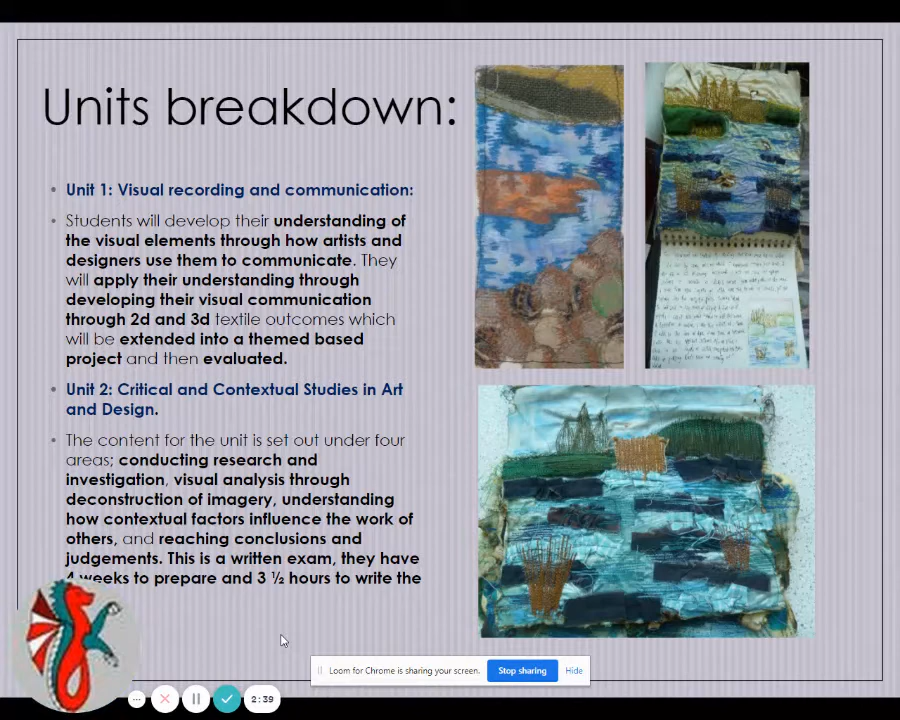 Units breakdown:
Unit 1: Visual recording and communication:
Students will develop their understanding of
the visual elements through how artists and
designers use them to communicate. They
will apply their understanding through
developing their visual communication
through 2d and 3d textile outcomes which
will be extended into a themed based
project and then evaluated.
Unit 2: Critical and Contextual Studies in Art
and Design.
The content for the unit is set out under four
areas; conducting research and
investigation, visual analysis through
deconstruction of imagery, understanding
how contextual factors influence the work of
others, and reaching conclusions and
judgements. This is a written exam, they have
4 weeks to prepare and 3 ½ hours to write the
Loom for Chrome is sharing your screen.
Stop sharing
Hide
2:39